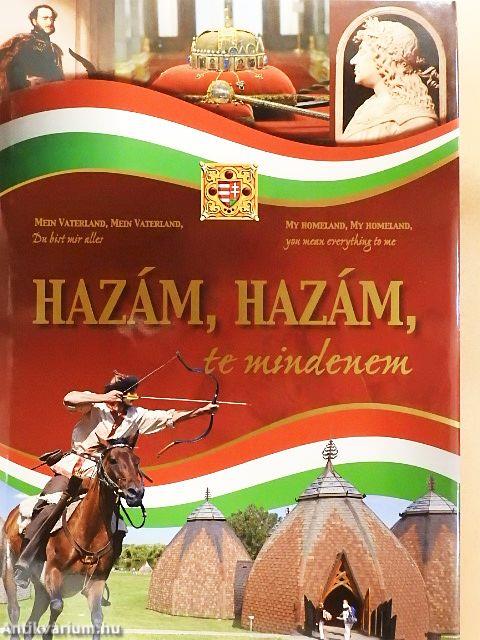 MEIN VATERLAND, MEIN VATERLAND,
Du bist mir alles
MY HOMELAND, MY HOMELAND,
you mean everything to me
HAZÁM, HAZÁM,
te mindenem
Antikvárium.hu